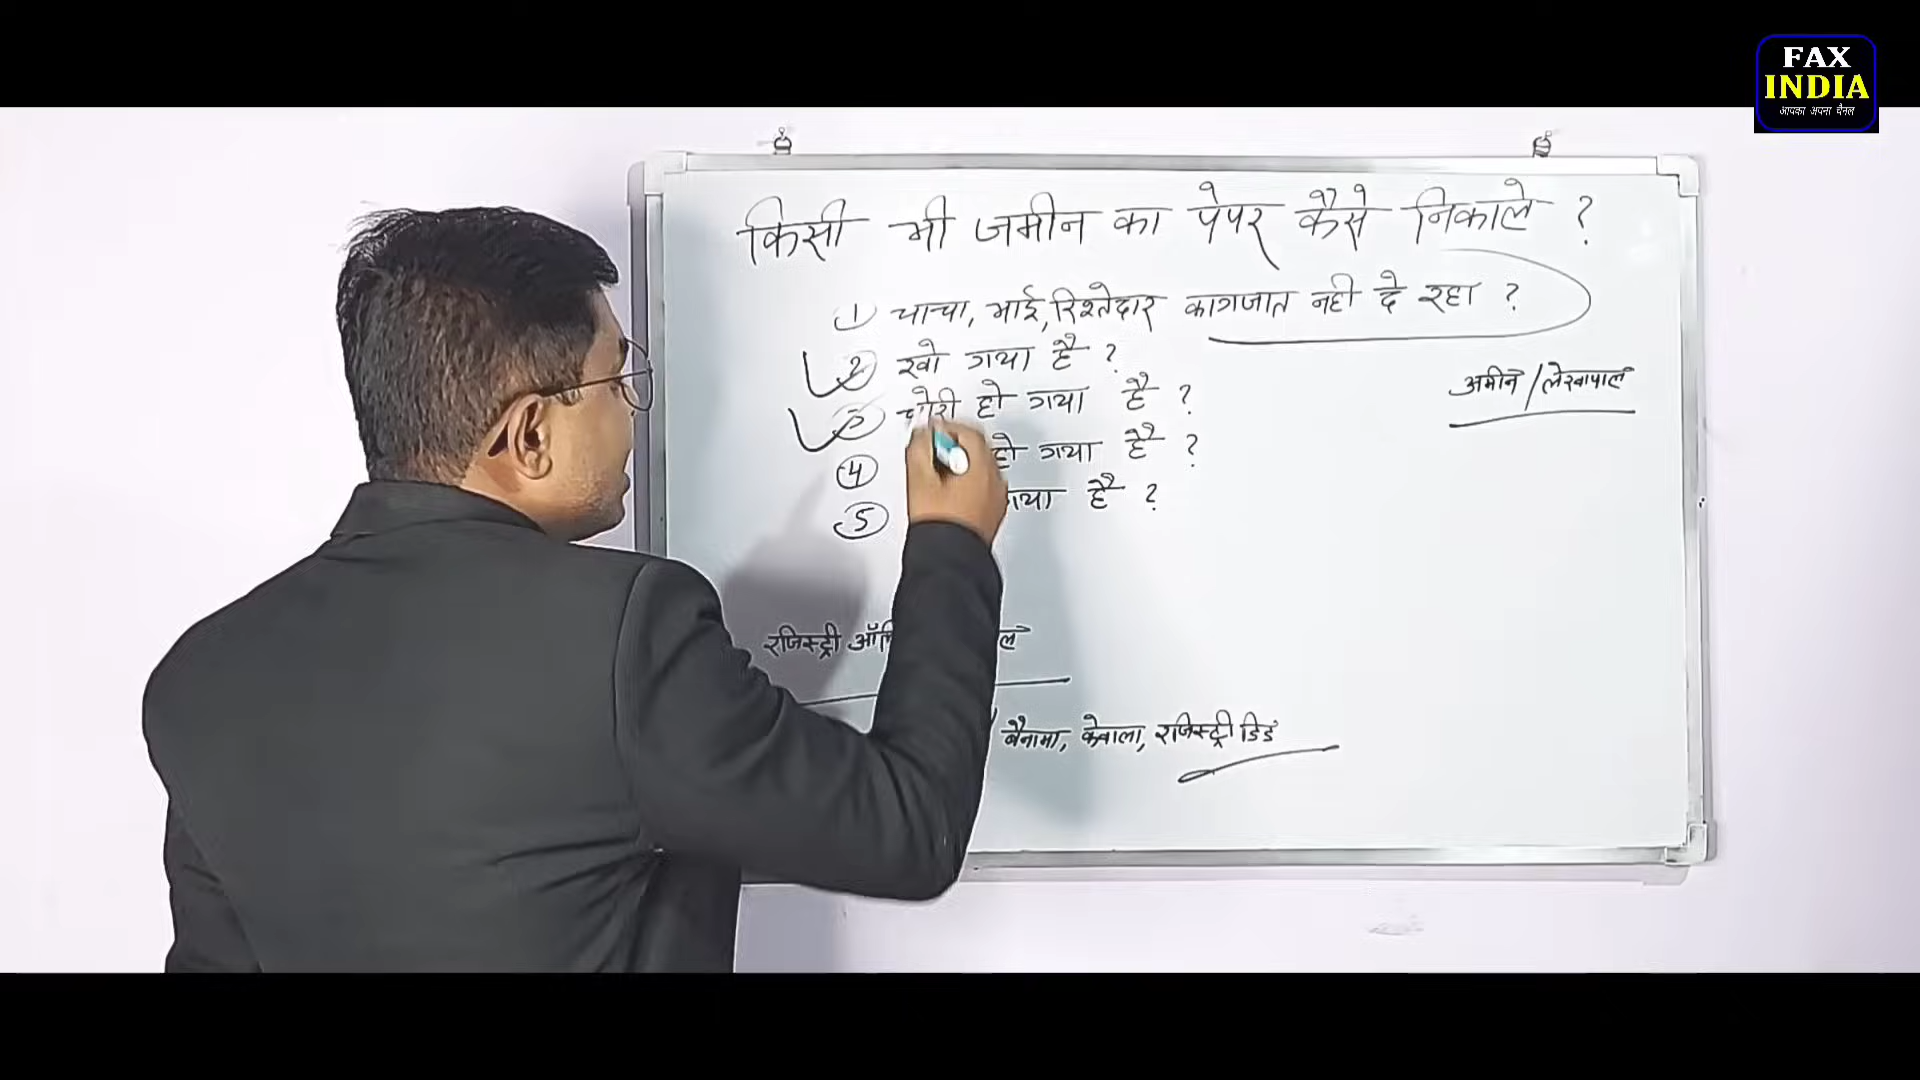 FAX
INDIA
आपका अपना चैनल
किसी भी जमीन का पेपर कैसे निकाले ?
1 चाचा, भाई, रिश्तेदार कागजात नही दे रहा ?
2 खो गया है ?
3 चोरी हो गया है ?
4 हो गया है ?
5 गया है ?
अमीन / लेखपाल
रजिस्ट्री
बैनामा, केवाला, रजिस्ट्री डिड